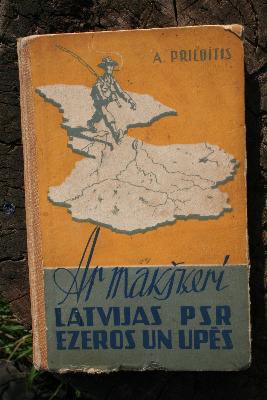 A. PRIEDĪTIS
Ar makšķeri
LATVIJAS PSR
EZEROS UN UPĒS